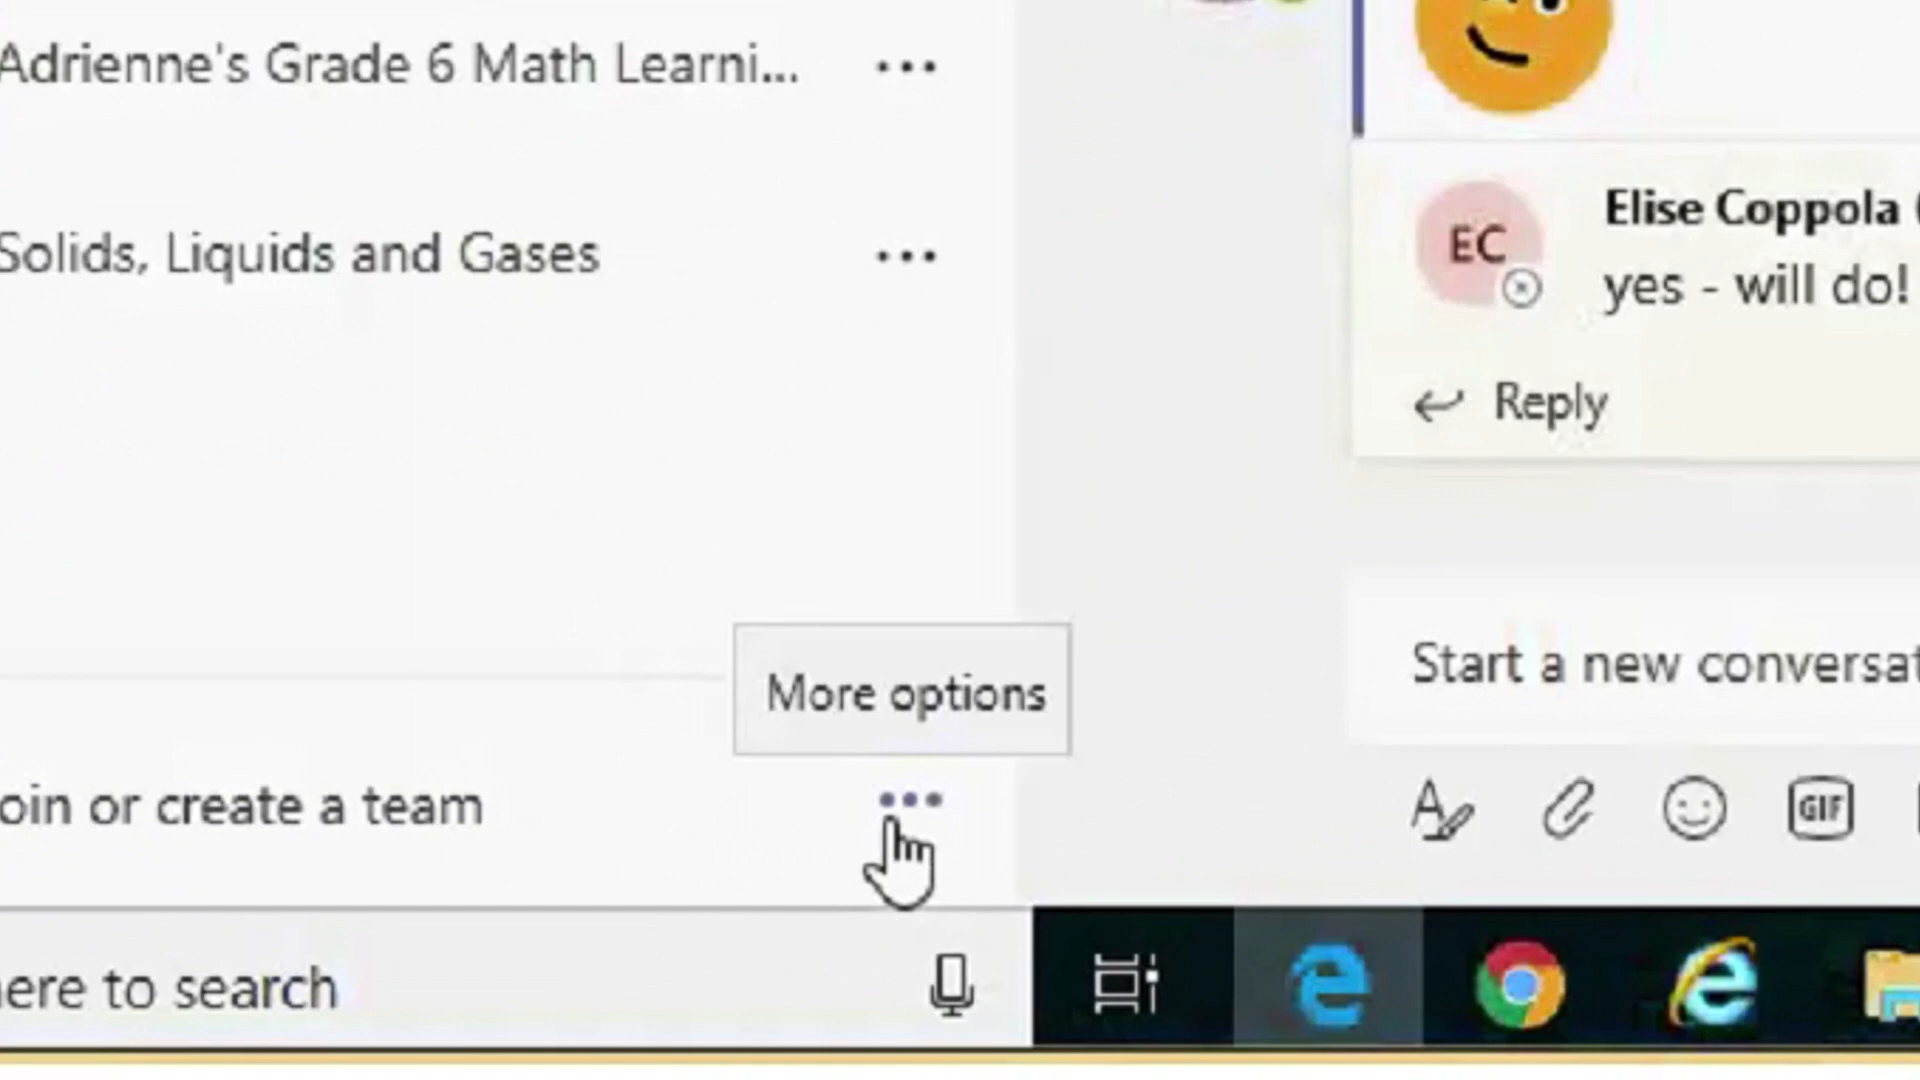 Adrienne's Grade 6 Math Learni...
Solids, Liquids and Gases
More options
oin or create a team
ere to search
EC
Elise Coppola
yes - will do!
Reply
Start a new conversat
GIF